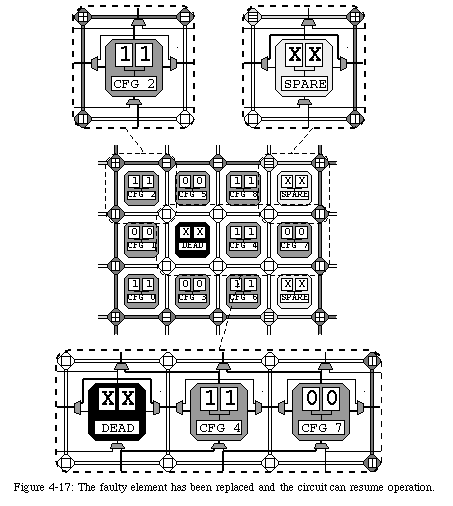 1 1
X X
CFG 2
SPARE
1 1
0 0
1 1
X X
CFG 2
CFG 5
CFG 8
SPARE
0 0
X X
1 1
0 0
CFG 1
DEAD
CFG 4
CFG 7
1 1
0 0
1 1
X X
CFG 0
CFG 3
CFG 6
SPARE
X X
1 1
0 0
DEAD
CFG 4
CFG 7
Figure 4-17: The faulty element has been replaced and the circuit can resume operation.